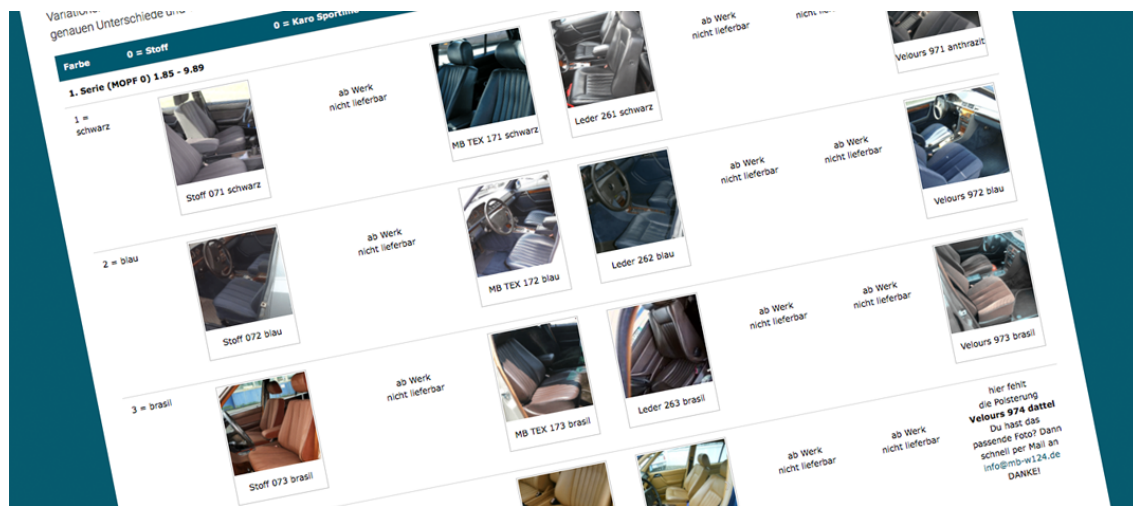 Variations
genauen Unterschiede und
Farbe
0 = Stoff
0 = Karo Sportline
1. Serie (MOPF 0) 1.85 - 9.89
1 =
schwarz
Stoff 071 schwarz
ab Werk
nicht lieferbar
MB TEX 171 schwarz
Leder 261 schwarz
ab Werk
nicht lieferbar
nicht lieferbar
Velours 971 anthrazit
2 = blau
Stoff 072 blau
ab Werk
nicht lieferbar
MB TEX 172 blau
Leder 262 blau
ab Werk
nicht lieferbar
ab Werk
nicht lieferbar
Velours 972 blau
3 = brasil
Stoff 073 brasil
ab Werk
nicht lieferbar
MB TEX 173 brasil
Leder 263 brasil
ab Werk
nicht lieferbar
ab Werk
nicht lieferbar
Velours 973 brasil
ab Werk
nicht lieferbar
ab Werk
nicht lieferbar
hier fehlt
die Polsterung
Velours 974 dattel
Du hast das
passende Foto? Dann
schnell per Mail an
info@mb-w124.de
DANKE!